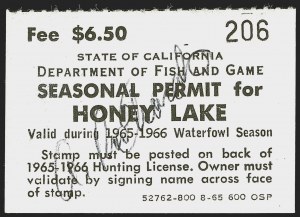 Fee $6.50 206
STATE OF CALIFORNIA
DEPARTMENT OF FISH AND GAME
SEASONAL PERMIT for
HONEY LAKE
Valid during 1965-1966 Waterfowl Season
Stamp must be pasted on back of
1965-1966 Hunting License. Owner must
validate by signing name across face
of stamp. 52762-800 8-65 600 OSP